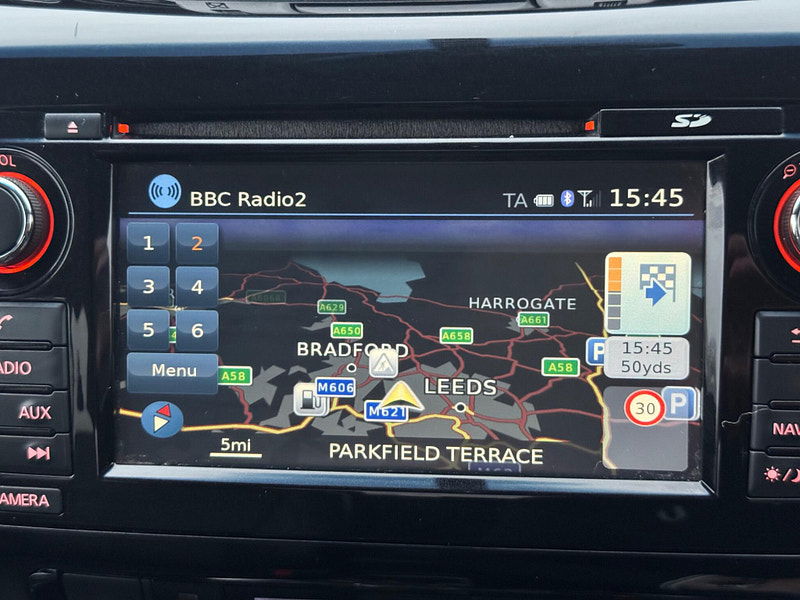 SD
OL
BBC Radio2
TA
15:45
1 2
3 4
5 6
Menu
A629
A650
A658
A661
A58
A58
HARROGATE
BRADFORD
LEEDS
M606
M621
P
15:45
50yds
30
P
5mi
PARKFIELD TERRACE
ADIO
AUX
AMERA
NAV